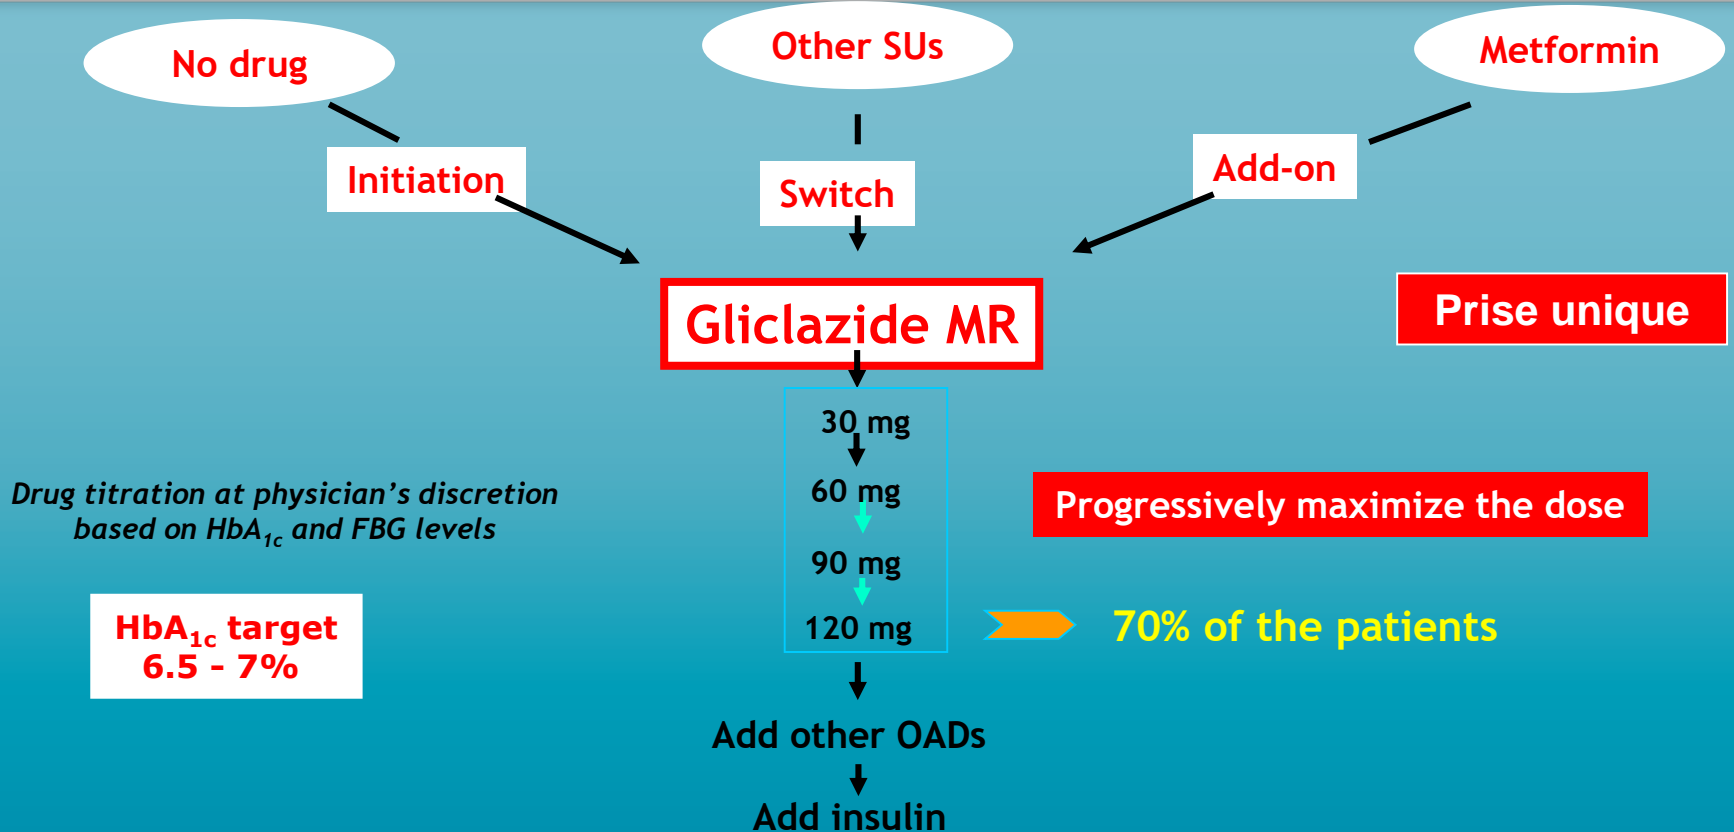 No drug
Other SUs
Metformin
Initiation
Switch
Add-on
Gliclazide MR
Prise unique
30 mg
60 mg
90 mg
120 mg
Drug titration at physician’s discretion
based on HbA1c and FBG levels
Progressively maximize the dose
HbA1c target
6.5 - 7%
70% of the patients
Add other OADs
Add insulin